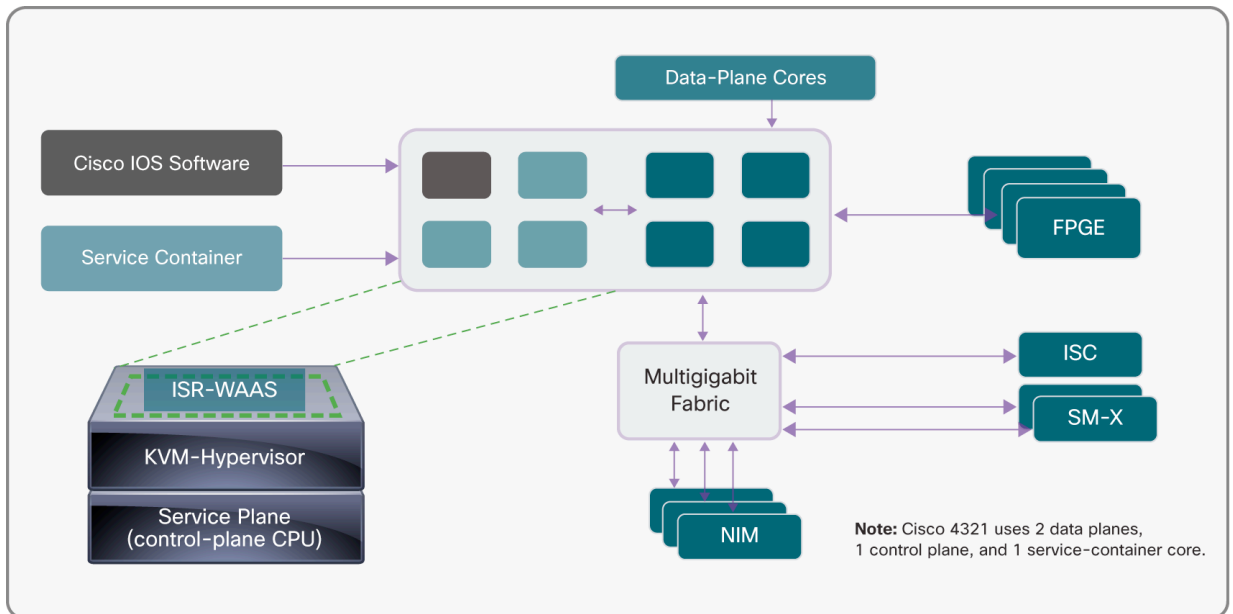 Data-Plane Cores
Cisco IOS Software
Service Container
FPGE
ISC
Multigigabit
Fabric
SM-X
ISR-WAAS
KVM-Hypervisor
Service Plane
(control-plane CPU)
NIM
Note: Cisco 4321 uses 2 data planes,
1 control plane, and 1 service-container core.